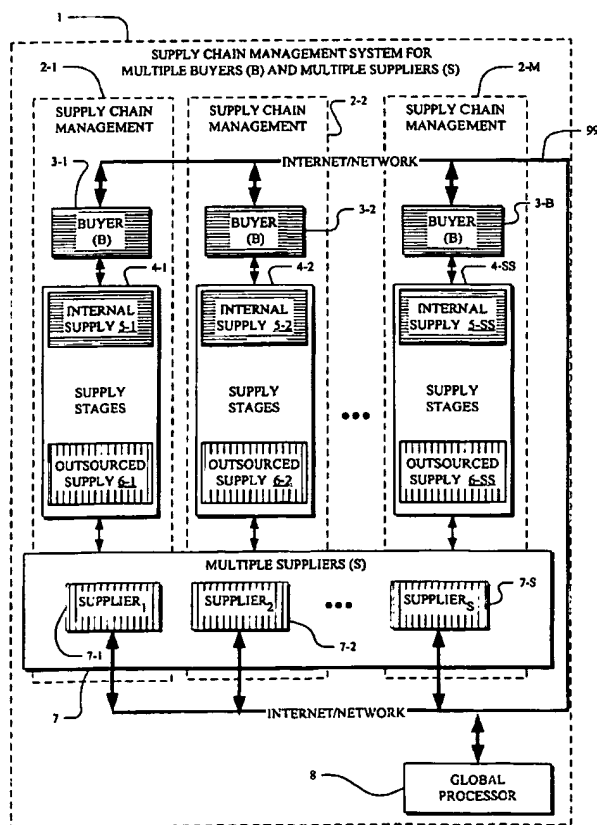 1
SUPPLY CHAIN MANAGEMENT SYSTEM FOR
MULTIPLE BUYERS (B) AND MULTIPLE SUPPLIERS (S)
2-1
2-M
SUPPLY CHAIN
MANAGEMENT
SUPPLY CHAIN
MANAGEMENT
2-2
SUPPLY CHAIN
MANAGEMENT
99
3-1
INTERNET/NETWORK
BUYER
(B)
BUYER
(B)
3-2
BUYER
(B)
3-B
4-1
4-2
4-SS
INTERNAL
SUPPLY 5-1
INTERNAL
SUPPLY 5-2
INTERNAL
SUPPLY 5-SS
SUPPLY
STAGES
SUPPLY
STAGES
SUPPLY
STAGES
OUTSOURCED
SUPPLY 6-1
OUTSOURCED
SUPPLY 6-2
OUTSOURCED
SUPPLY 6-SS
MULTIPLE SUPPLIERS (S)
SUPPLIER1
SUPPLIER2
SUPPLIERS
7-S
7-1
7-2
7
INTERNET/NETWORK
8
GLOBAL
PROCESSOR